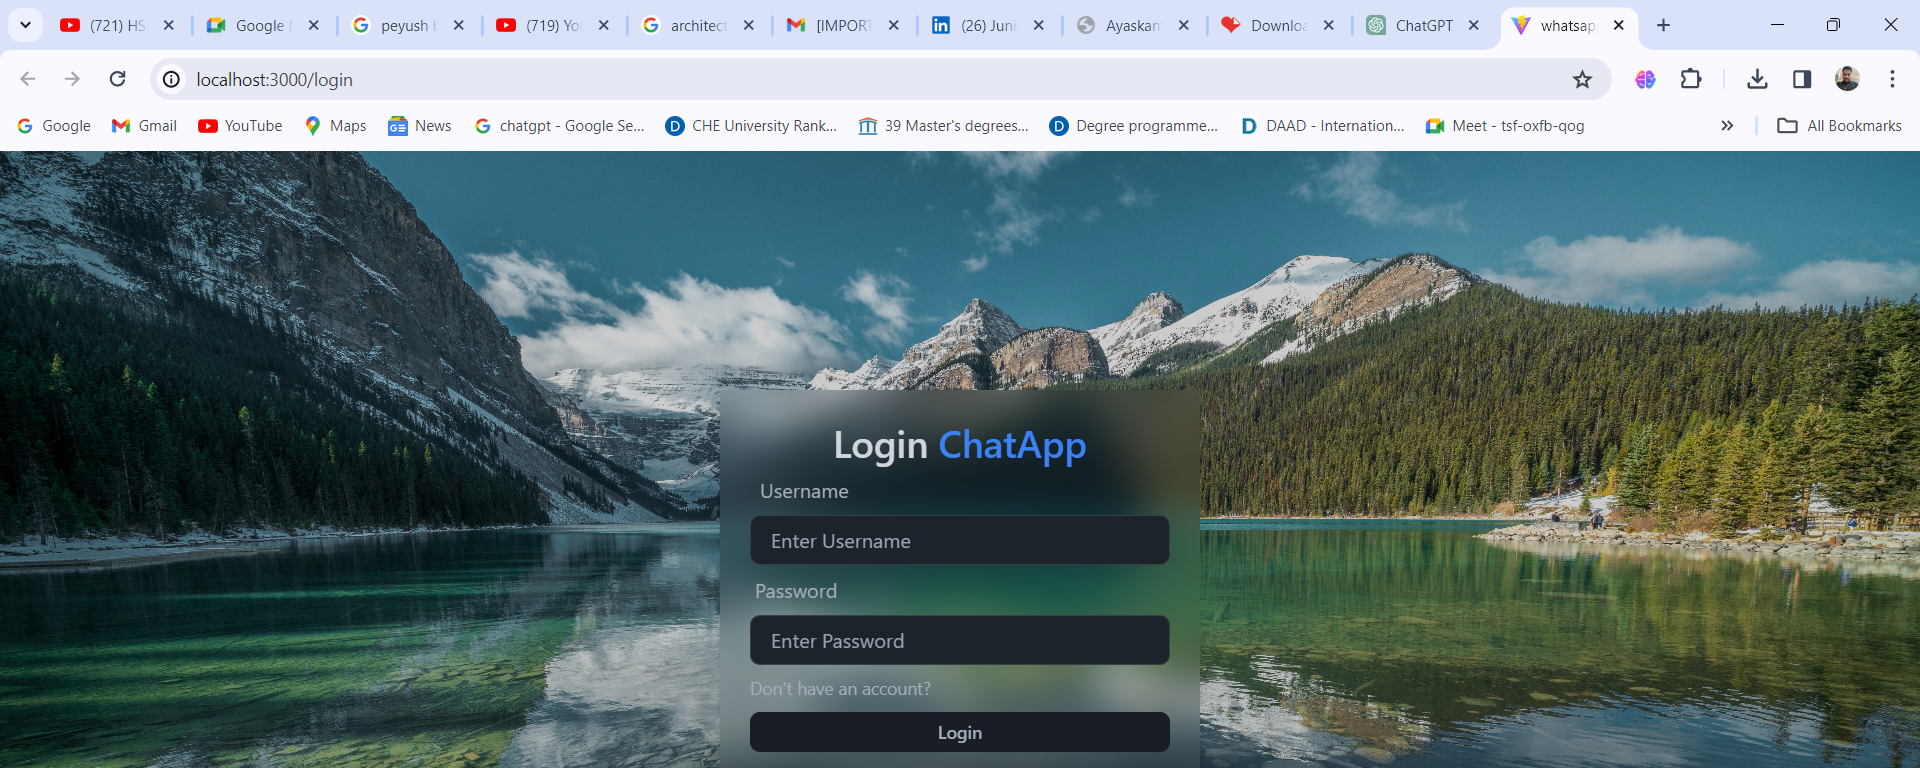 (721) HS
Google
peyush
(719) You
architect
[IMPORT
(26) Juni
Ayaskan
Downloa
ChatGPT
whatsap
localhost:3000/login
Google
Gmail
YouTube
Maps
News
chatgpt - Google Se...
CHE University Rank...
39 Master's degrees...
Degree programme...
DAAD - Internation...
Meet - tsf-oxfb-qog
All Bookmarks
Login ChatApp
Username
Enter Username
Password
Enter Password
Don't have an account?
Login